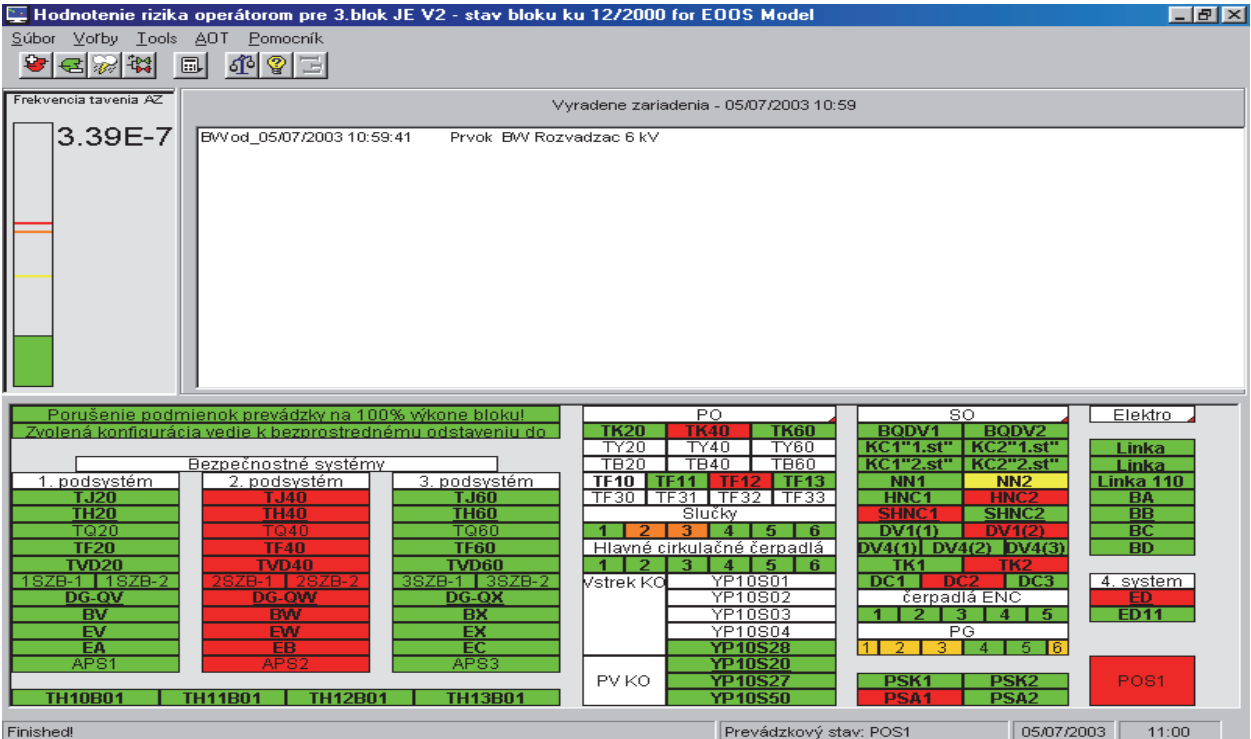 Hodnotenie rizika operátorom pre 3.blok JE V2 - stav bloku ku 12/2000 for EOOS Model
Súbor Voľby Tools AOT Pomocník
Frekvencia tavenia AZ
3.39E-7
Vyradene zariadenia - 05/07/2003 10:59
BW od_05/07/2003 10:59:41 Prvok BW Rozvadzac 6 kV
Porušenie podmienok prevádzky na 100% výkone bloku!
Zvolená konfigurácia vedie k bezprostrednému odstaveniu do
Bezpečnostné systémy
1. podsystém 2. podsystém 3. podsystém
TJ20 TJ40 TJ60
TH20 TH40 TH60
TQ20 TQ40 TQ60
TF20 TF40 TF60
TVD20 TVD40 TVD60
1SZB-1 1SZB-2 2SZB-1 2SZB-2 3SZB-1 3SZB-2
DG-QV DG-QW DG-QX
BV BW BX
EV EW EX
EA EB EC
APS1 APS2 APS3
TH10B01 TH11B01 TH12B01 TH13B01
PO
TK20 TK40 TK60
TY20 TY40 TY60
TB20 TB40 TB60
TF10 TF11 TF12 TF13
TF30 TF31 TF32 TF33
Slučky
1 2 3 4 5 6
Hlavné cirkulačné čerpadlá
1 2 3 4 5 6
Vstrek KO YP10S01
YP10S02
YP10S03
YP10S04
YP10S28
PV KO YP10S20
YP10S27
YP10S50
SO
BQDV1 BQDV2
KC1"1.st" KC2"1.st"
KC1"2.st" KC2"2.st"
NN1 NN2
HNC1 HNC2
SHNC1 SHNC2
DV1(1) DV1(2)
DV4(1) DV4(2) DV4(3)
TK1 TK2
DC1 DC2 DC3
čerpadlá ENC
1 2 3 4 5
PG
1 2 3 4 5 6
PSK1 PSK2
PSA1 PSA2
Elektro
Linka
Linka
Linka 110
BA
BB
BC
BD
4. system
ED
ED11
POS1
Finished! Prevádzkový stav: POS1 05/07/2003 11:00